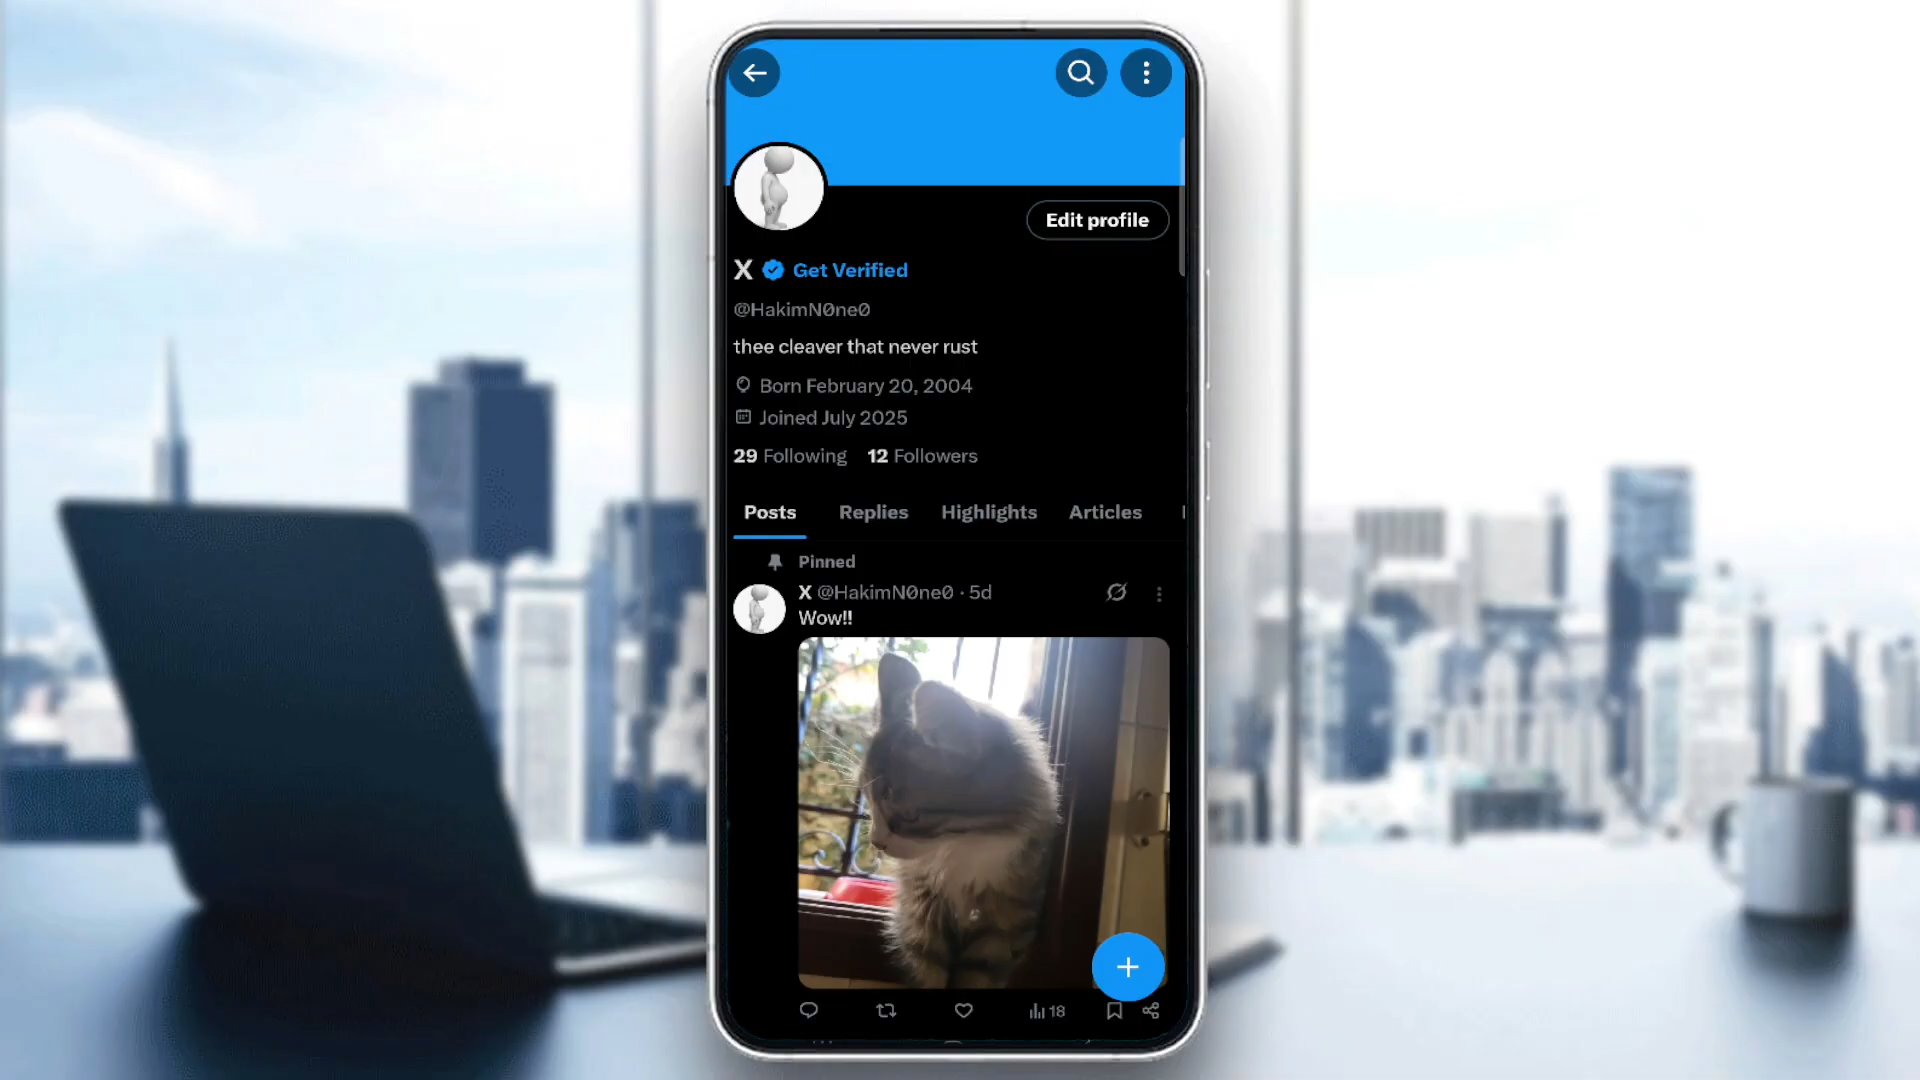 Edit profile
X Get Verified
@HakimN0ne0
thee cleaver that never rust
Born February 20, 2004
Joined July 2025
29 Following 12 Followers
Posts Replies Highlights Articles
Pinned
X @HakimN0ne0 · 5d
Wow!!
18